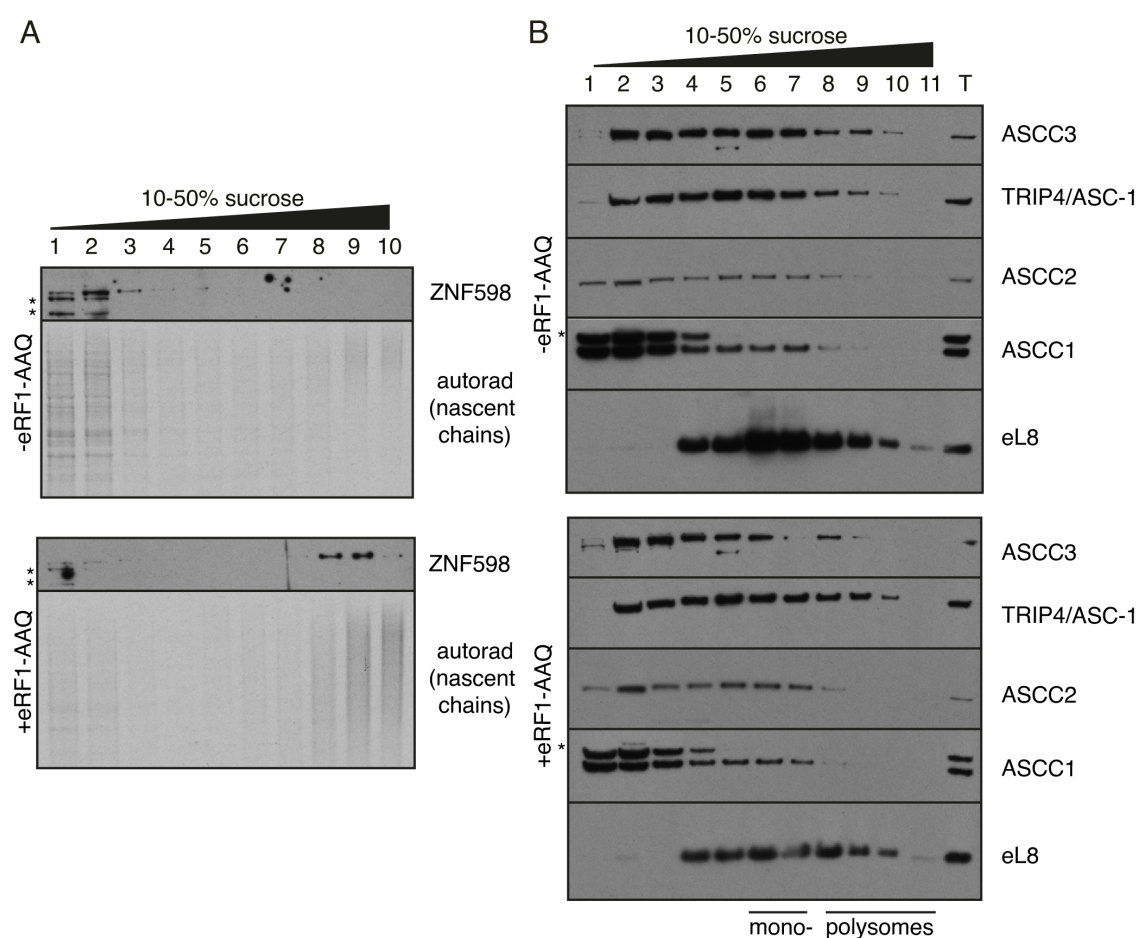 A
10-50% sucrose
1 2 3 4 5 6 7 8 9 10
-eRF1-AAQ
*
*
ZNF598
autorad
(nascent
chains)
+eRF1-AAQ
*
*
ZNF598
autorad
(nascent
chains)
B
10-50% sucrose
1 2 3 4 5 6 7 8 9 10 11 T
-eRF1-AAQ
ASCC3
TRIP4/ASC-1
ASCC2
*
ASCC1
eL8
+eRF1-AAQ
ASCC3
TRIP4/ASC-1
ASCC2
*
ASCC1
eL8
mono- polysomes